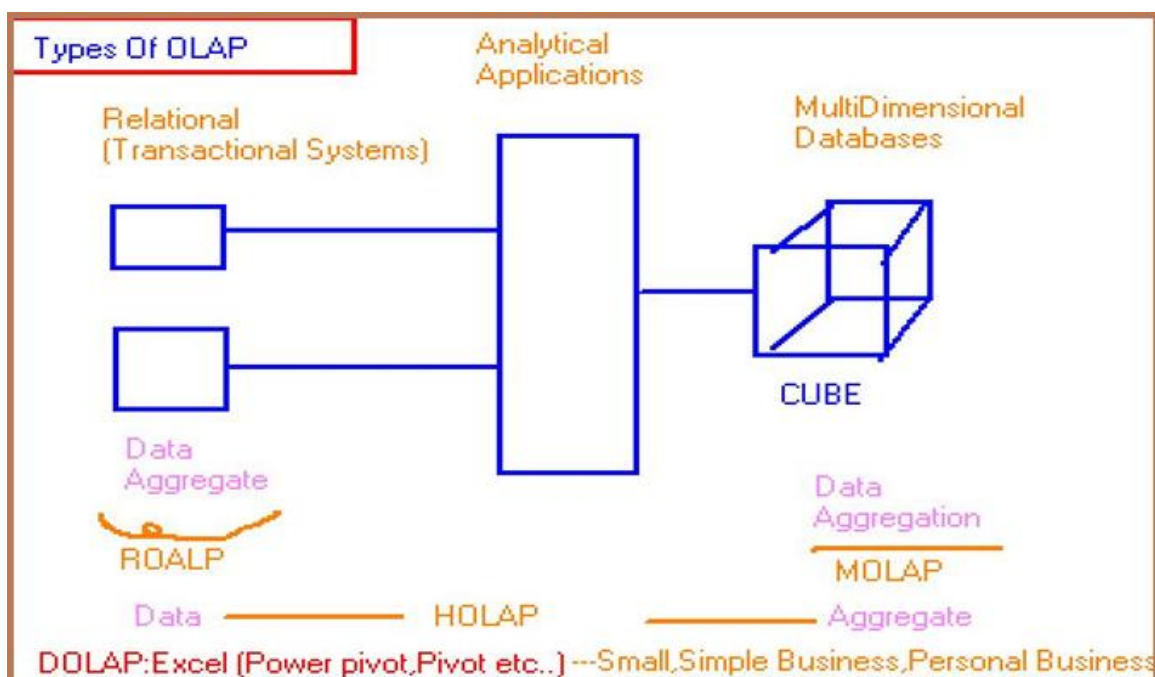 Types Of OLAP
Analytical
Applications
Relational
(Transactional Systems)
MultiDimensional
Databases
CUBE
Data
Aggregate
ROALP
Data
Aggregation
MOLAP
Data HOLAP Aggregate
DOLAP:Excel (Power pivot,Pivot etc..) ---Small,Simple Business,Personal Business